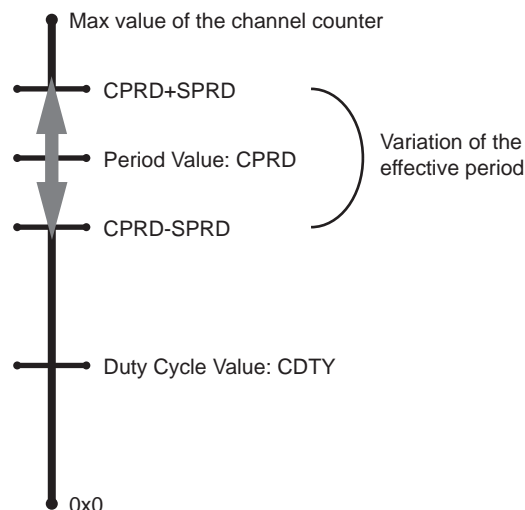 Max value of the channel counter
CPRD+SPRD
Period Value: CPRD
CPRD-SPRD
Variation of the
effective period
Duty Cycle Value: CDTY
0x0